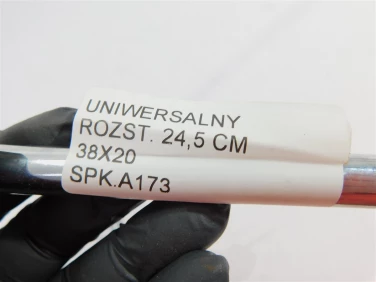 UNIWERSALNY
ROZST. 24,5 CM
38X20
SPK.A173